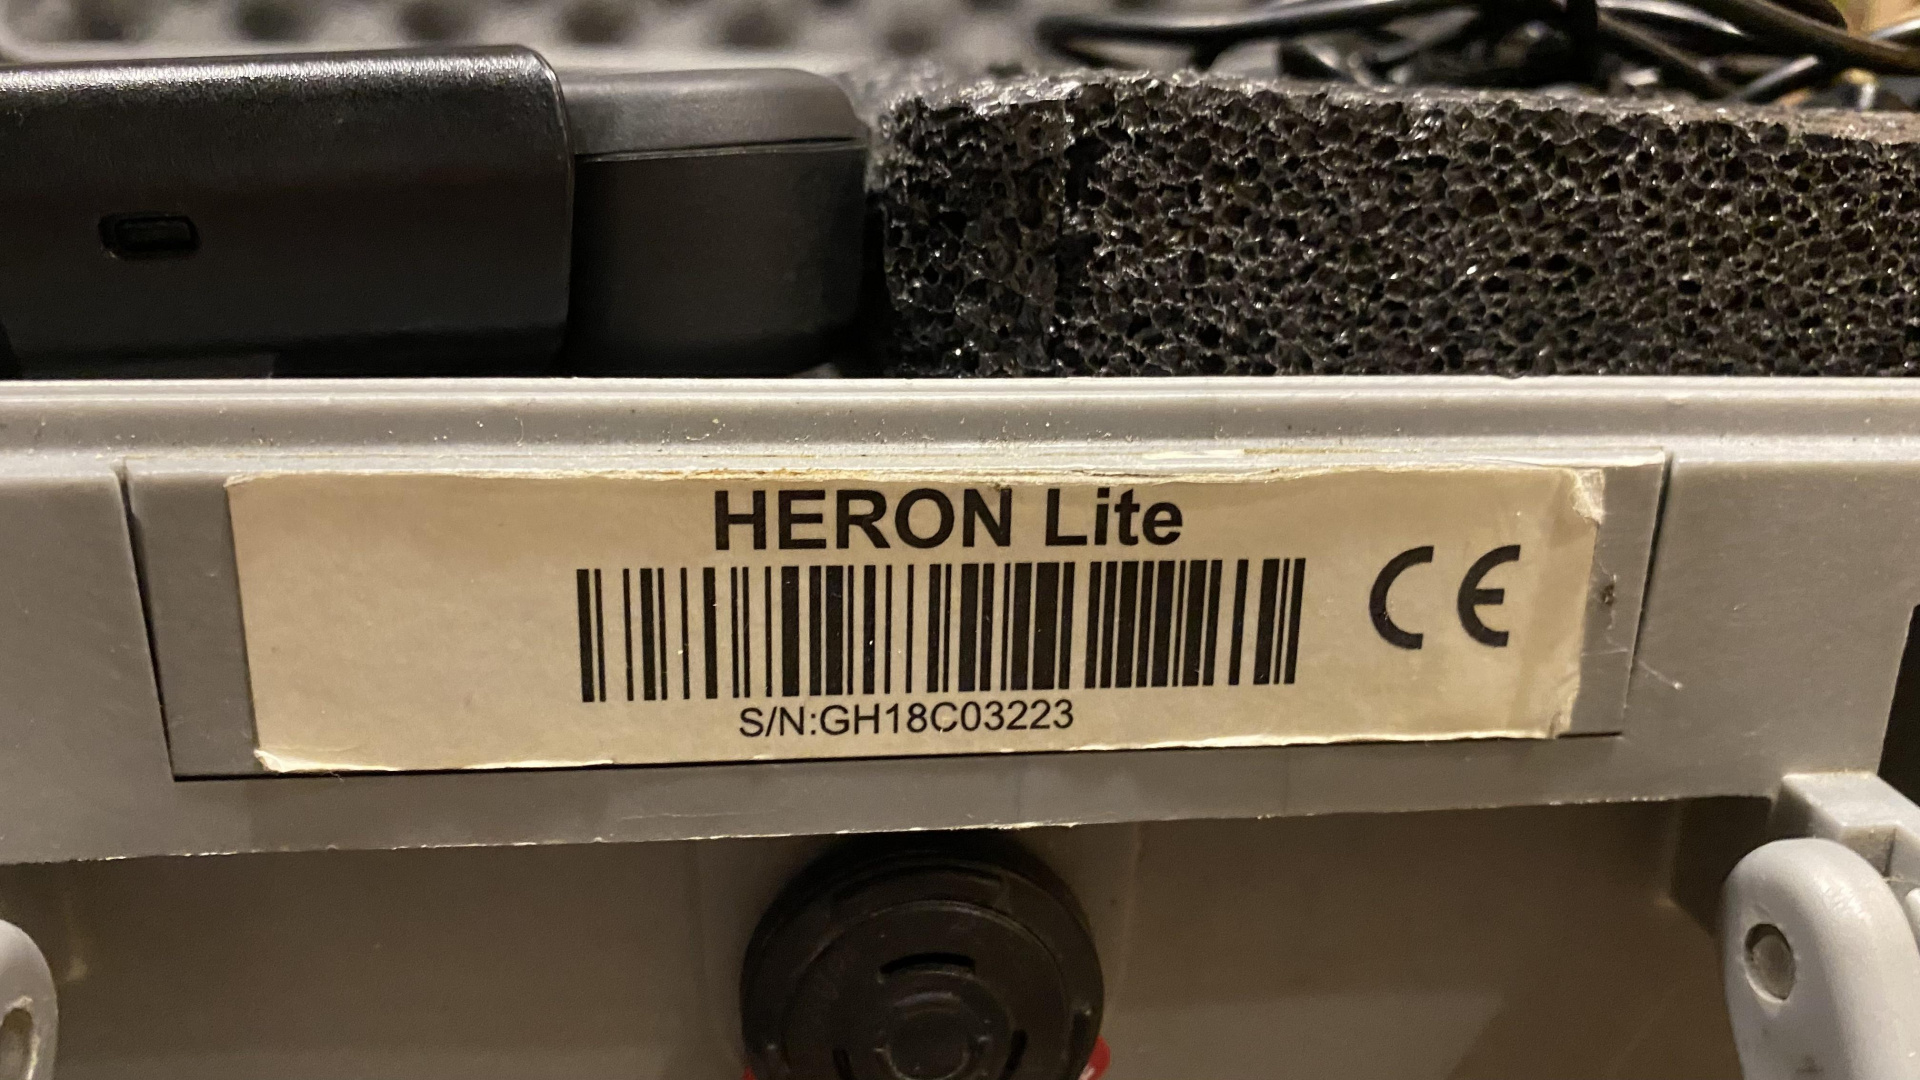 HERON Lite
CE
S/N:GH18C03223